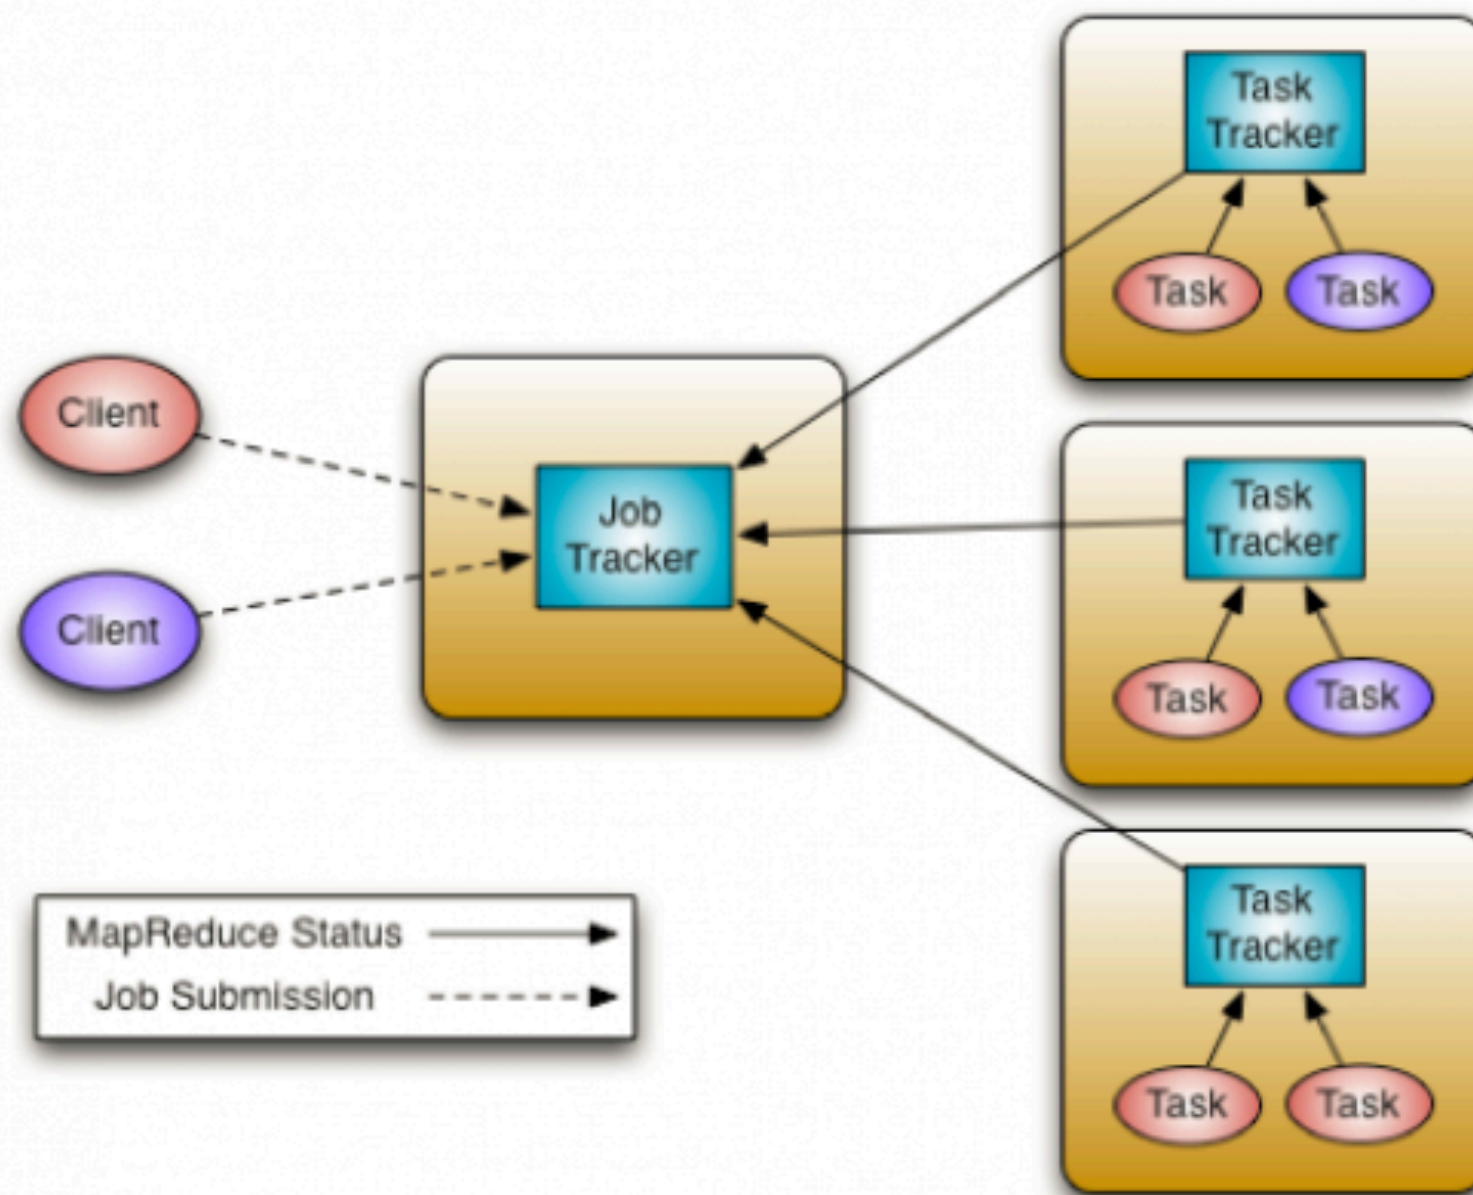 Client
Client
Job
Tracker
Task
Tracker
Task Task
Task
Tracker
Task Task
Task
Tracker
Task Task
MapReduce Status
Job Submission